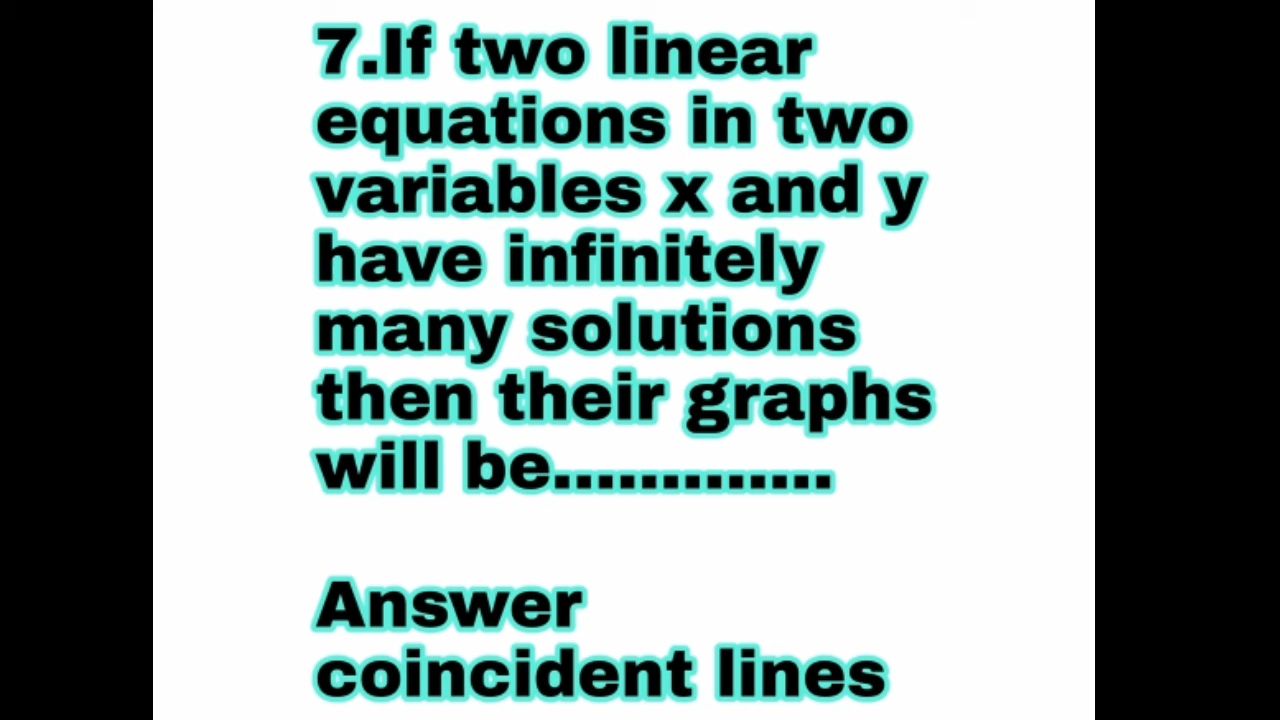 7.If two linear
equations in two
variables x and y
have infinitely
many solutions
then their graphs
will be.............
Answer
coincident lines